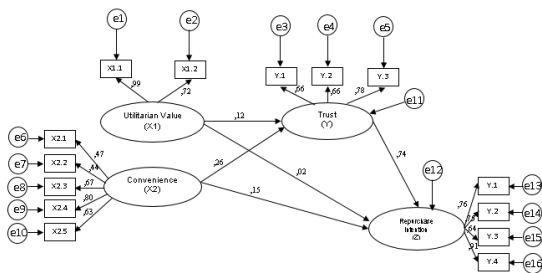 e1
e2
e3
e4
e5
X1.1
X1.2
Y.1
Y.2
Y.3
,99
,72
,66
,66
,78
e11
Utilitarian Value
(X1)
,12
Trust
(Y)
e6
X2.1
,47
e7
X2.2
,44
e8
X2.3
,67
e9
X2.4
,80
e10
X2.5
,63
Convenience
(X2)
,26
,02
,15
,74
e12
Repurchase
Intention
(Z)
,76
Y.1
e13
,73
Y.2
e14
,64
Y.3
e15
,91
Y.4
e16